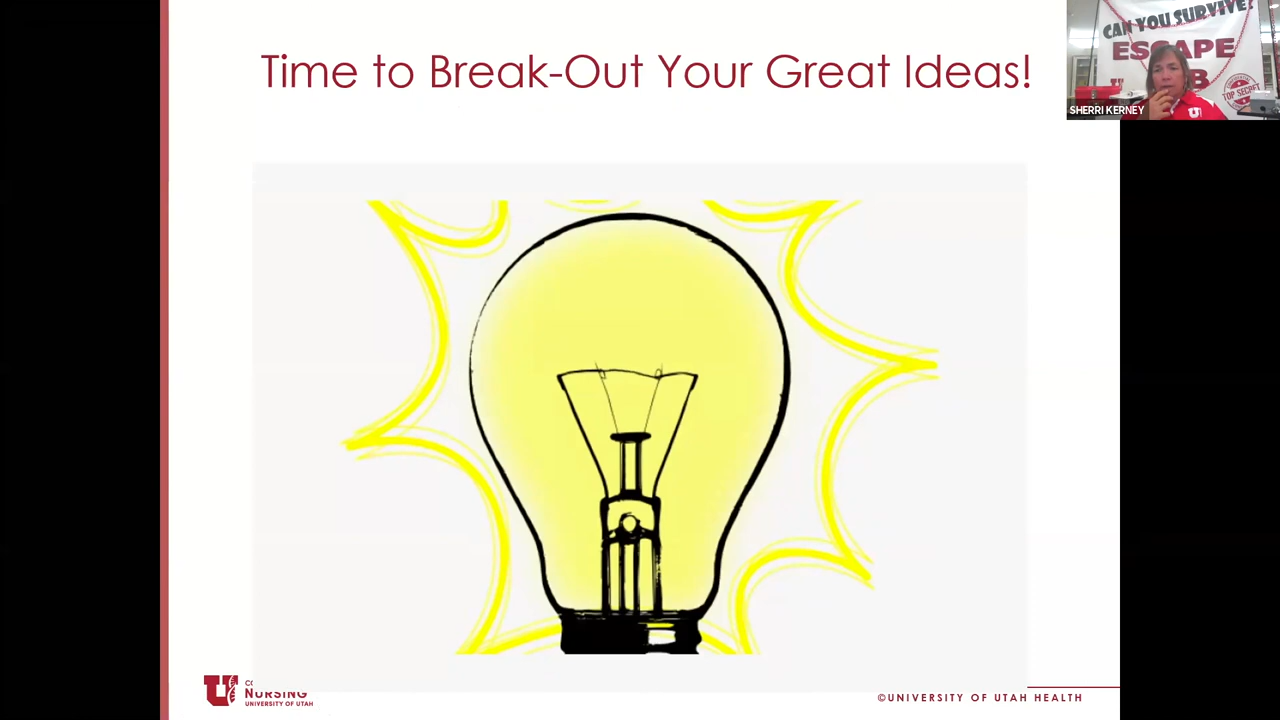 Time to Break-Out Your Great Ideas!
CAN YOU SURVIVE?
ESCAPE
TOP SECRET
SHERRI KERNEY
NURSING
UNIVERSITY OF UTAH
©UNIVERSITY OF UTAH HEALTH